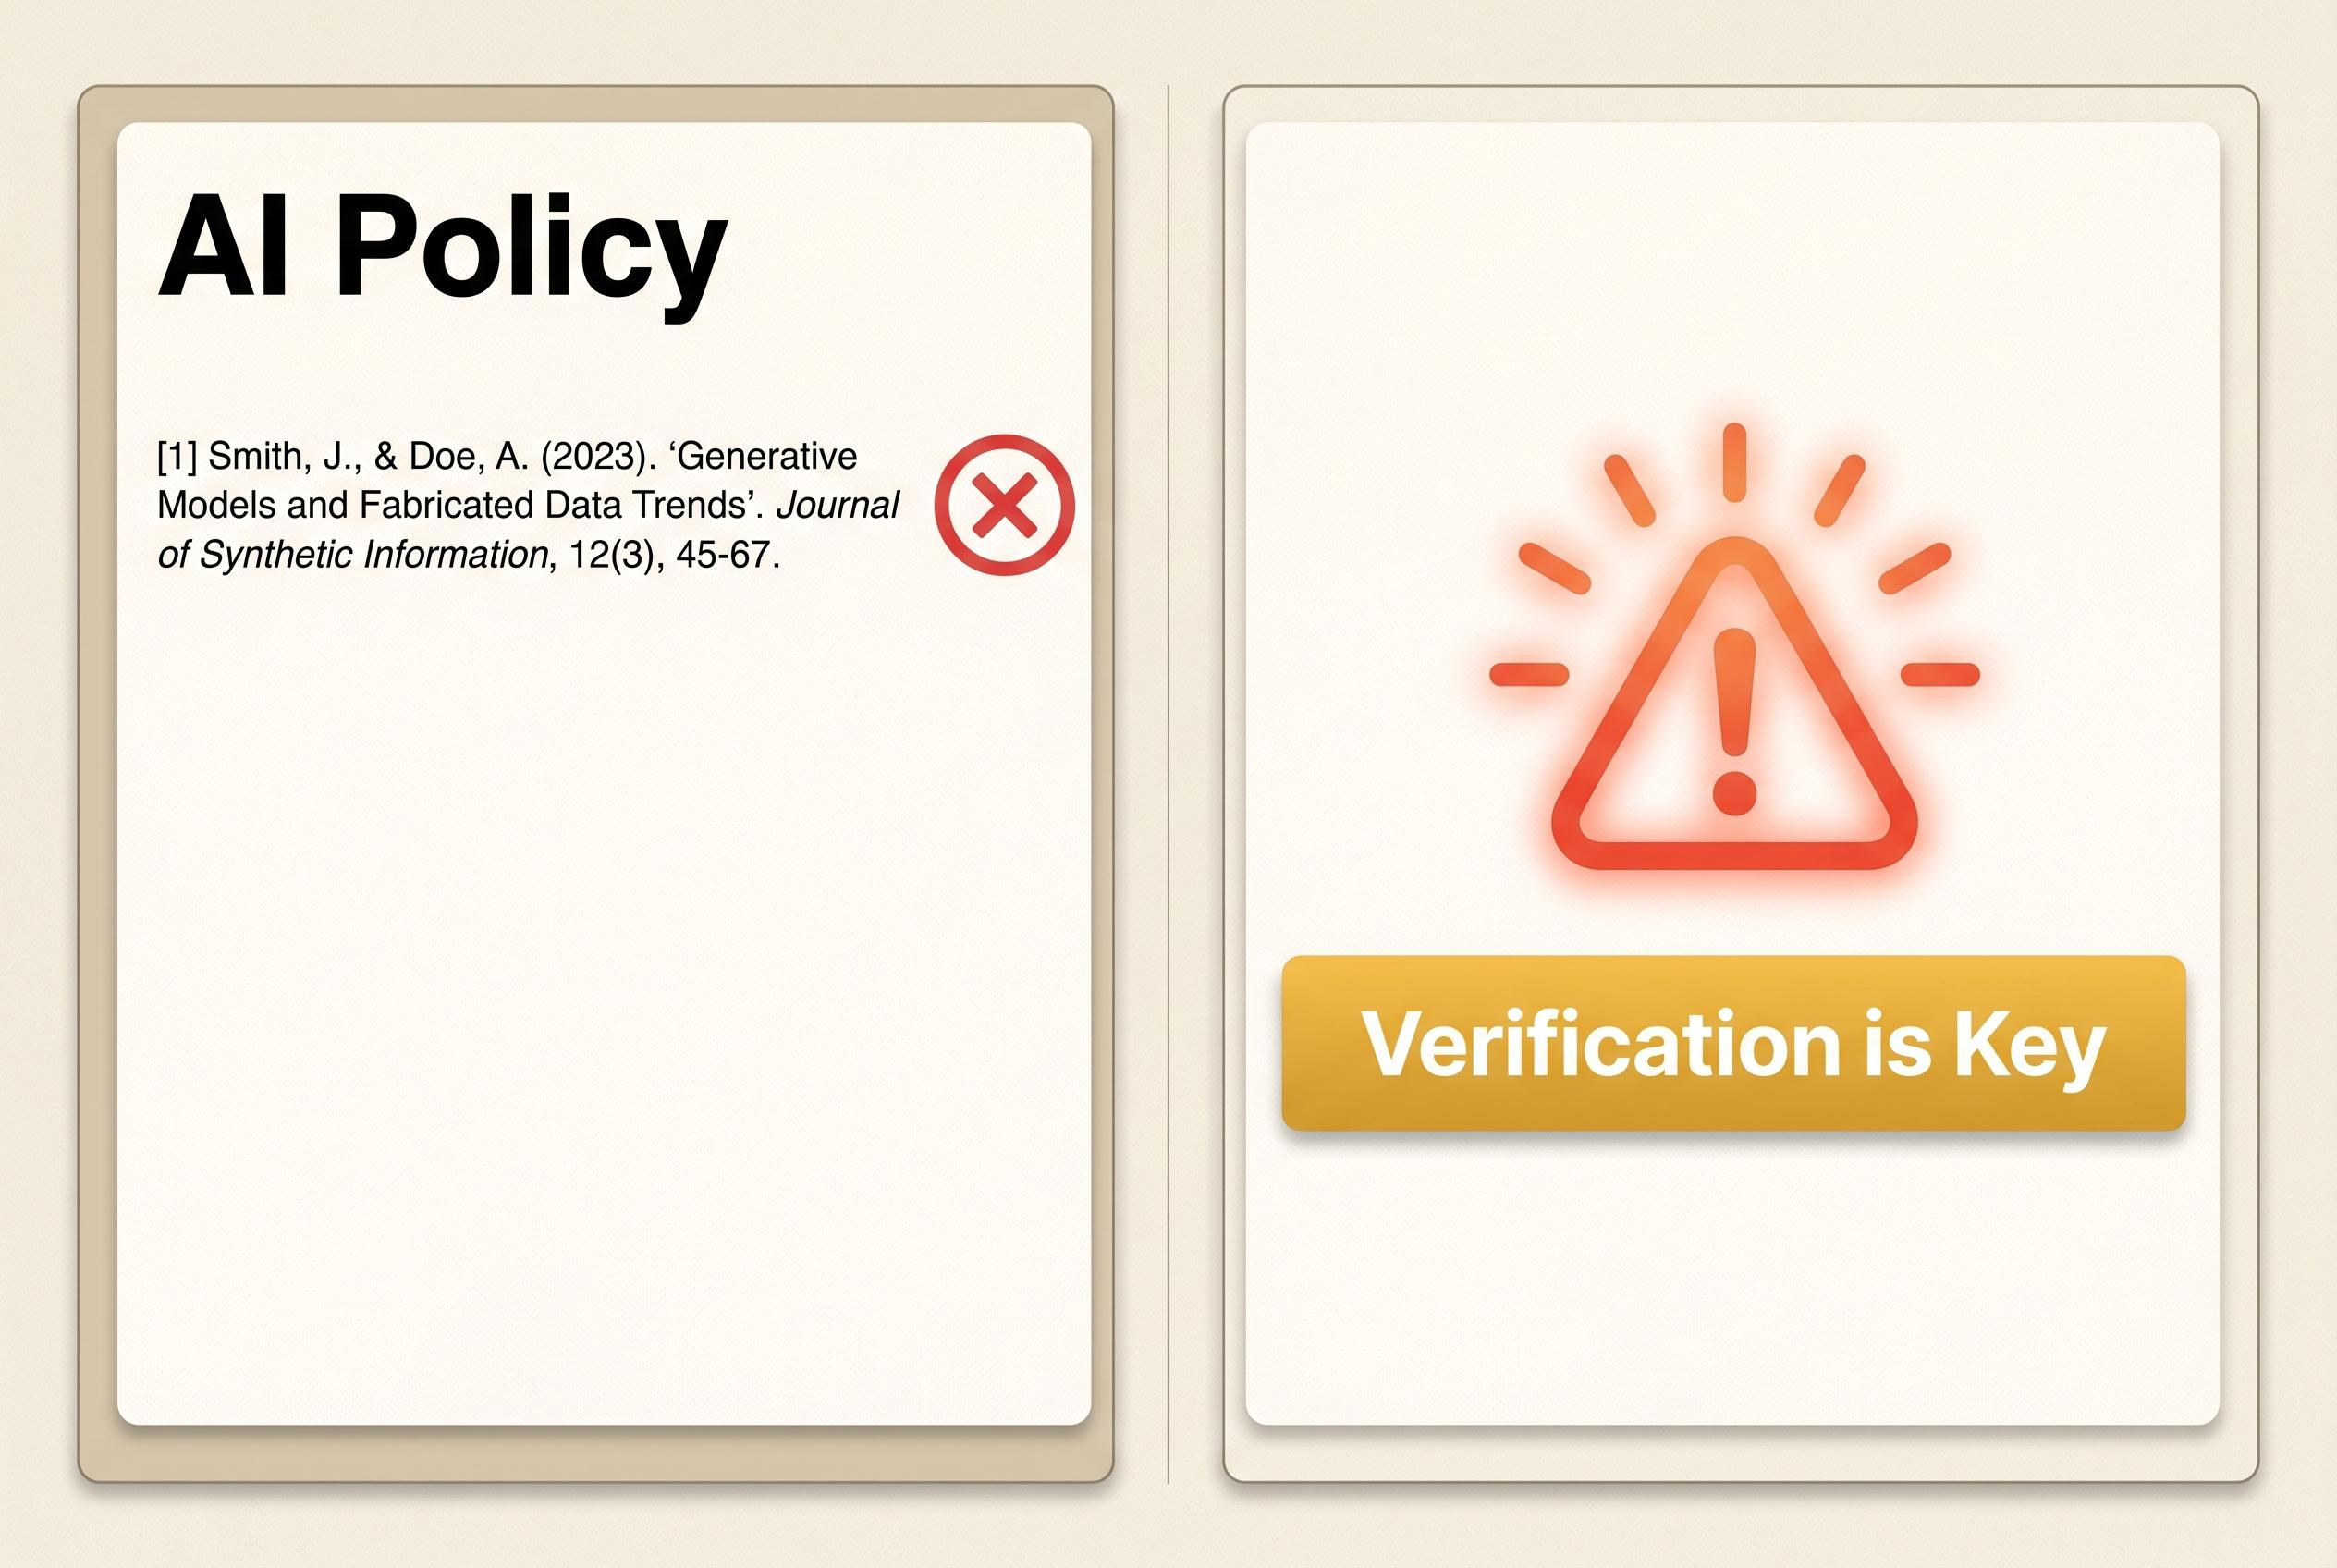 AI Policy
[1] Smith, J., & Doe, A. (2023). ‘Generative
Models and Fabricated Data Trends’. Journal
of Synthetic Information, 12(3), 45-67.
Verification is Key